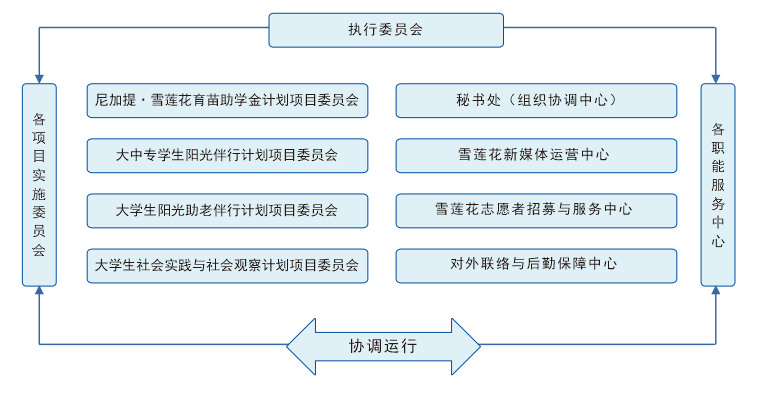 执行委员会
各项目实施委员会
尼加提·雪莲花育苗助学金计划项目委员会
大中专学生阳光伴行计划项目委员会
大学生阳光助老伴行计划项目委员会
大学生社会实践与社会观察计划项目委员会
秘书处（组织协调中心）
雪莲花新媒体运营中心
雪莲花志愿者招募与服务中心
对外联络与后勤保障中心
各职能服务中心
协调运行